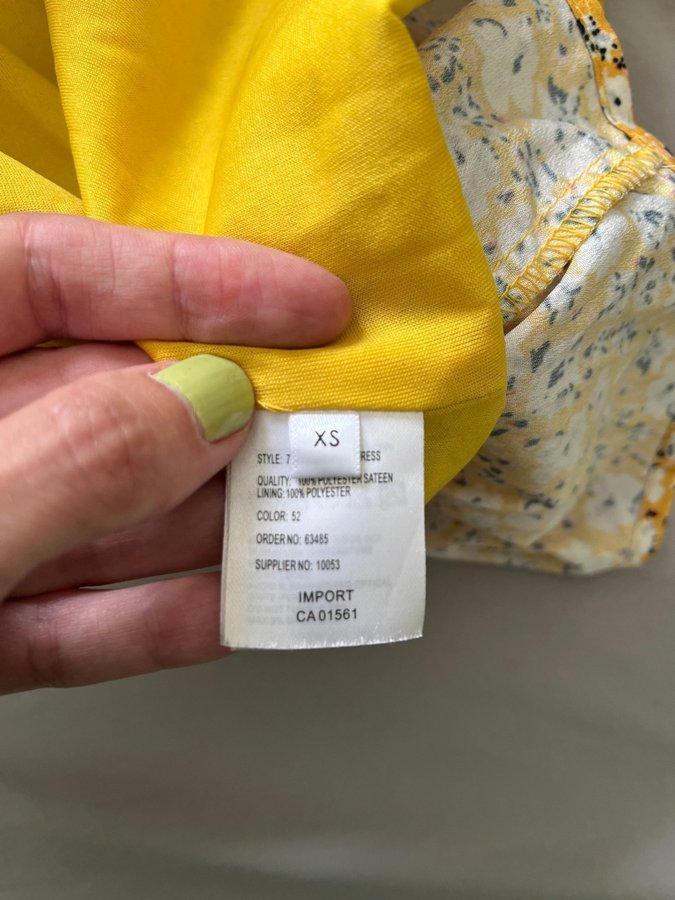 XS
STYLE: 7 RESS
QUALITY: 100% POLYESTER SATEEN
LINING: 100% POLYESTER
COLOR: 52
ORDER NO: 63485
SUPPLIER NO: 10053
IMPORT
CA 01561